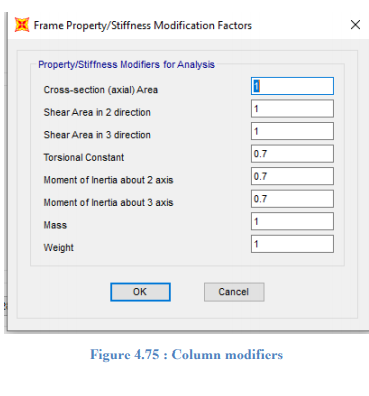 Frame Property/Stiffness Modification Factors
Property/Stiffness Modifiers for Analysis
Cross-section (axial) Area 1
Shear Area in 2 direction 1
Shear Area in 3 direction 1
Torsional Constant 0.7
Moment of Inertia about 2 axis 0.7
Moment of Inertia about 3 axis 0.7
Mass 1
Weight 1
OK Cancel
Figure 4.75 : Column modifiers